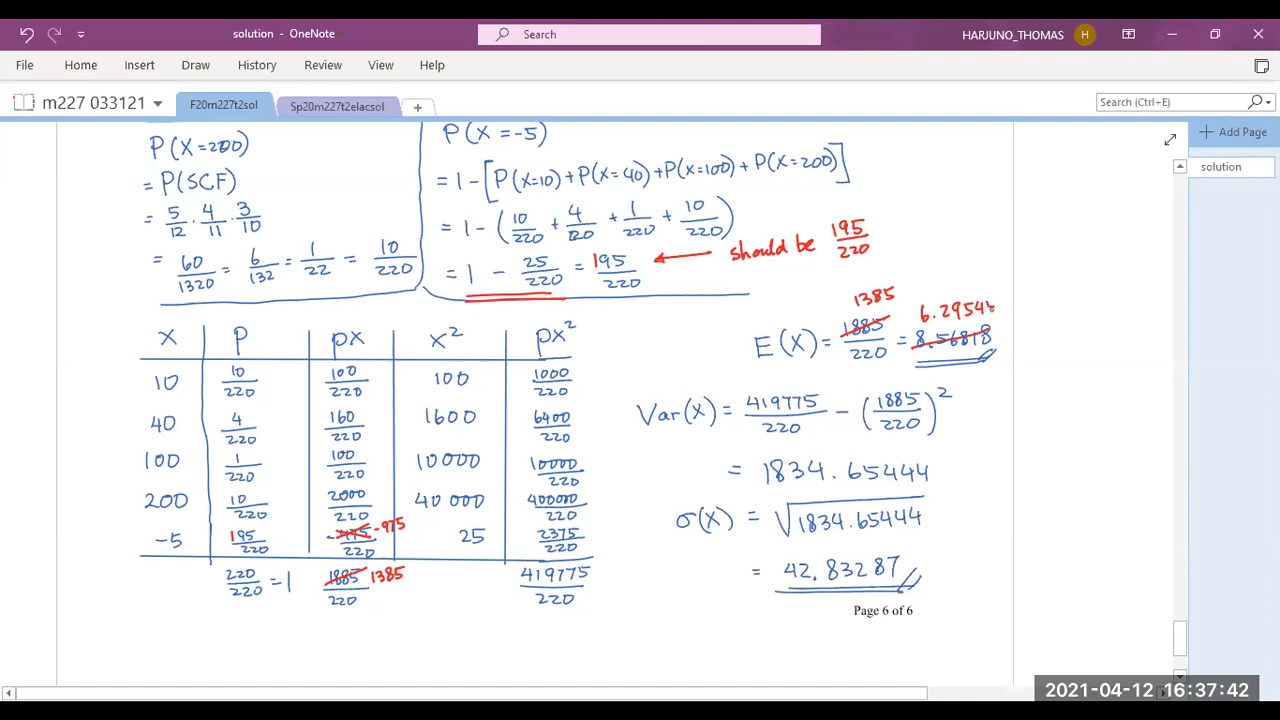 solution - OneNote
Search
HARJUNO_THOMAS
H
File Home Insert Draw History Review View Help
m227 033121
F20m227t2sol
Sp20m227t2elacsol
+
Search (Ctrl+E)
+ Add Page
solution
P(X=200)
= P(SCF)
= 5/12 · 4/11 · 3/10
= 60/1320 = 6/132 = 1/22 = 10/220
P(X = -5)
= 1 - [P(X=10) + P(X=40) + P(X=100) + P(X=200)]
= 1 - (10/220 + 4/220 + 1/220 + 10/220)
= 1 - 25/220 = 195/220 ← should be 195/220
X P PX X² PX²
10 10/220 100/220 100 1000/220
40 4/220 160/220 1600 6400/220
100 1/220 100/220 10000 10000/220
200 10/220 2000/220 40 000 400000/220
-5 195/220 -475/220 -975 25 2375/220
220/220 = 1 1885/220 1385 419775/220
1385 6.29545
E(X) = 1885/220 = 8.56818
Var(X) = 419775/220 - (1885/220)²
= 1834.65444
σ(X) = √1834.65444
= 42.83287
Page 6 of 6
2021-04-12 16:37:42